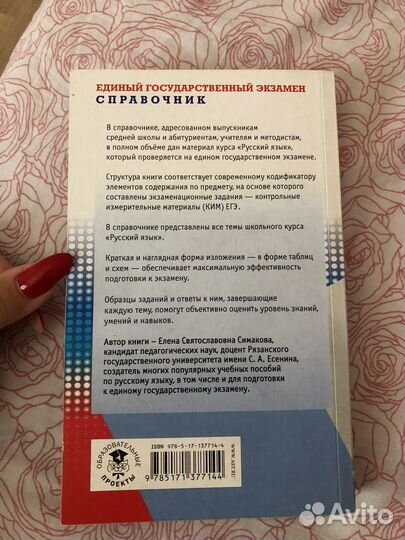 ЕДИНЫЙ ГОСУДАРСТВЕННЫЙ ЭКЗАМЕН
СПРАВОЧНИК
В справочнике, адресованном выпускникам
средней школы и абитуриентам, учителям и методистам,
в полном объёме дан материал курса «Русский язык»,
который проверяется на едином государственном экзамене.
Структура книги соответствует современному кодификатору
элементов содержания по предмету, на основе которого
составлены экзаменационные задания — контрольные
измерительные материалы (КИМ) ЕГЭ.
В справочнике представлены все темы школьного курса
«Русский язык».
Краткая и наглядная форма изложения — в форме таблиц
и схем — обеспечивает максимальную эффективность
подготовки к экзамену.
Образцы заданий и ответы к ним, завершающие
каждую тему, помогут объективно оценить уровень знаний,
умений и навыков.
Автор книги – Елена Святославовна Симакова,
кандидат педагогических наук, доцент Рязанского
государственного университета имени С. А. Есенина,
создатель многих популярных учебных пособий
по русскому языку, в том числе и для подготовки
к единому государственному экзамену.
ОБРАЗОВАТЕЛЬНЫЕ
ПРОЕКТЫ
ISBN 978-5-17-137714-4
9 785171 377144
WWW.AST.RU
Avito